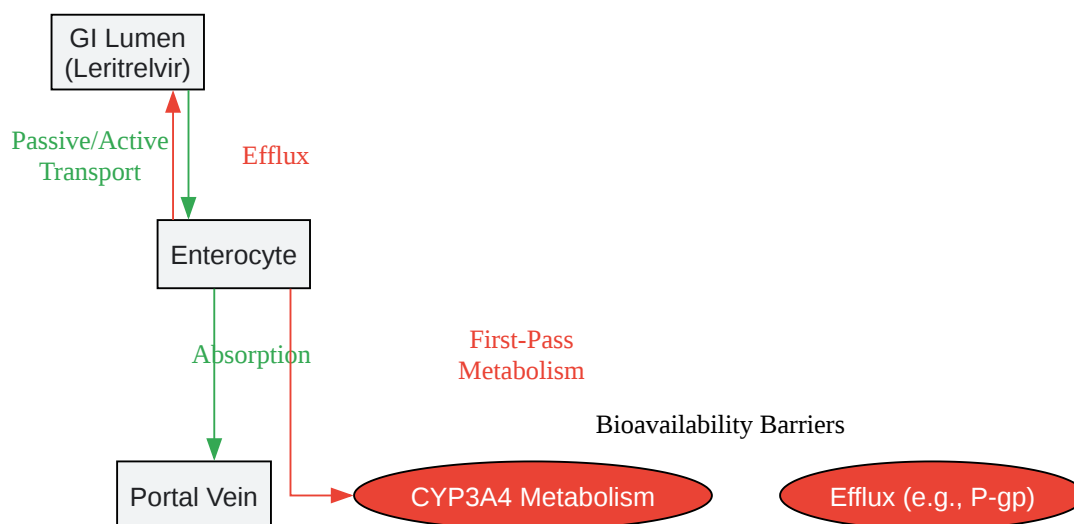 GI Lumen
(Leritrelvir)
Passive/Active
Transport
Efflux
Enterocyte
Absorption
First-Pass
Metabolism
Bioavailability Barriers
Portal Vein
CYP3A4 Metabolism
Efflux (e.g., P-gp)